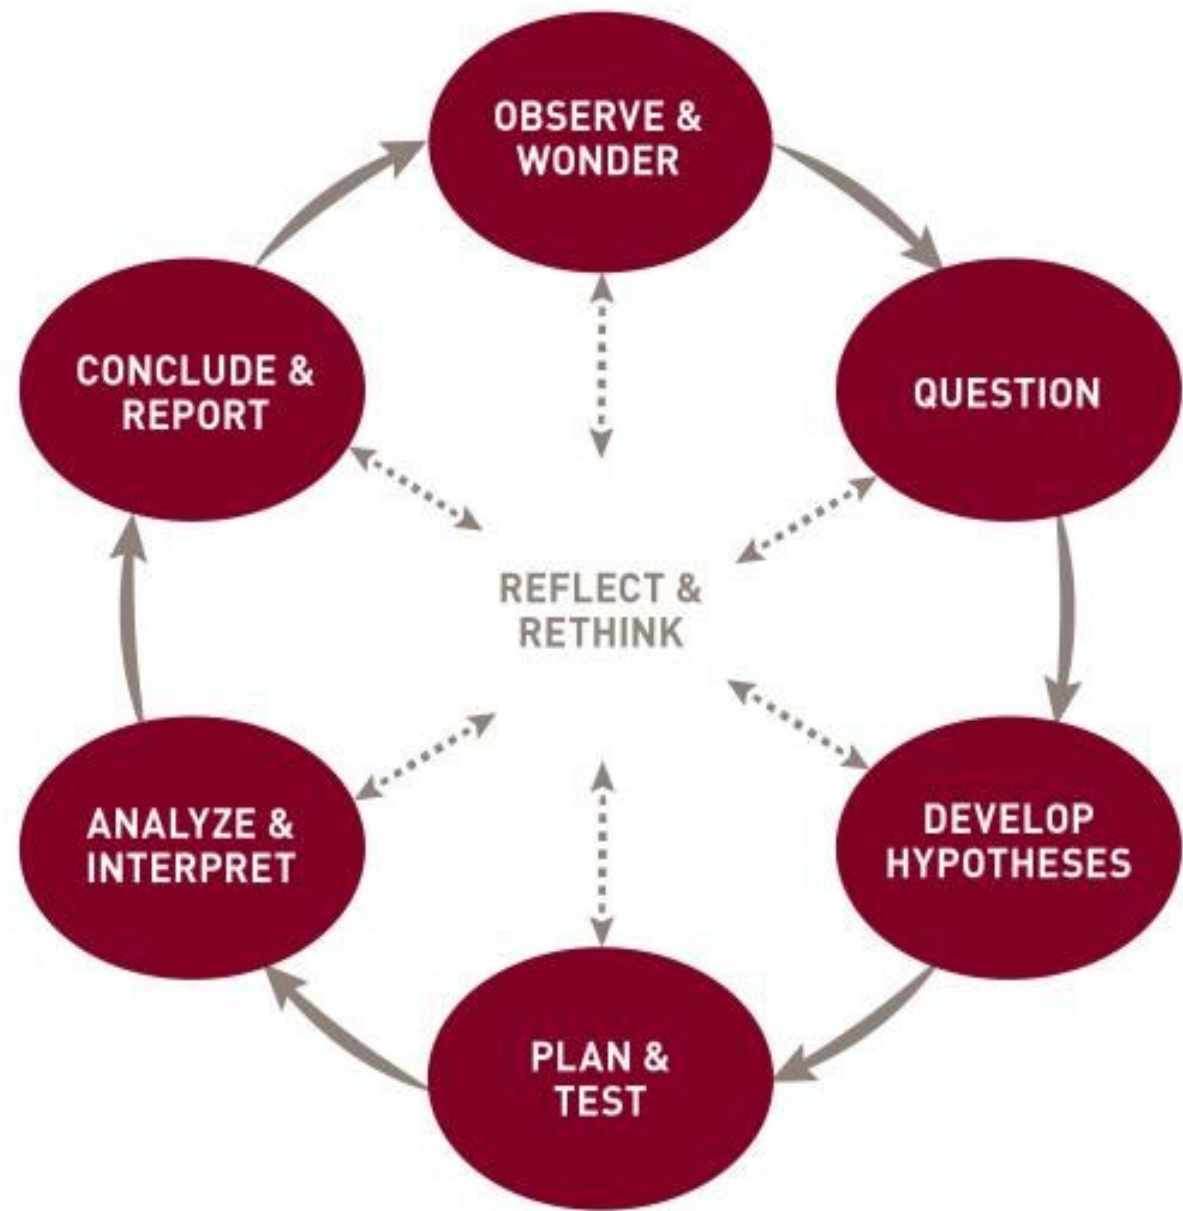 OBSERVE &
WONDER
QUESTION
DEVELOP
HYPOTHESES
PLAN &
TEST
ANALYZE &
INTERPRET
CONCLUDE &
REPORT
REFLECT &
RETHINK